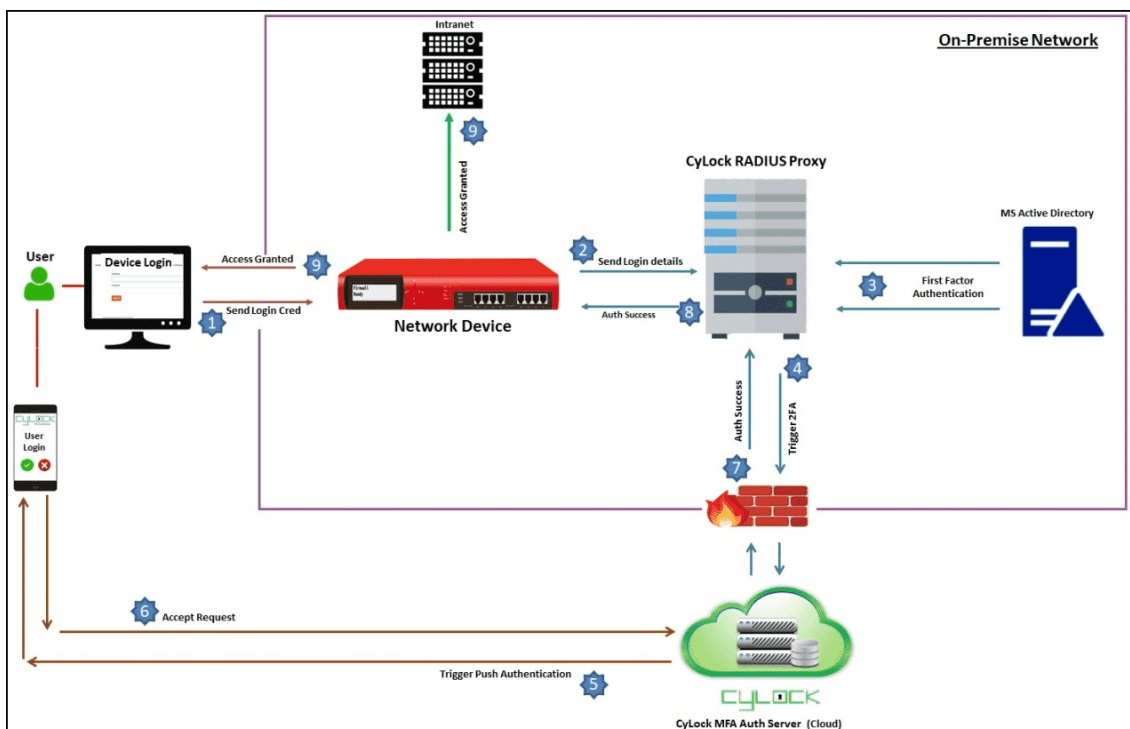 Intranet
On-Premise Network
9
Access Granted
CyLock RADIUS Proxy
MS Active Directory
User
Device Login
Access Granted
9
2
Send Login details
3
First Factor
Authentication
1
Send Login Cred
Firewall
Ready
Network Device
Auth Success
8
4
Auth Success
Trigger 2FA
CYLOCK
User
Login
7
6
Accept Request
Trigger Push Authentication
5
CYLOCK
CyLock MFA Auth Server (Cloud)